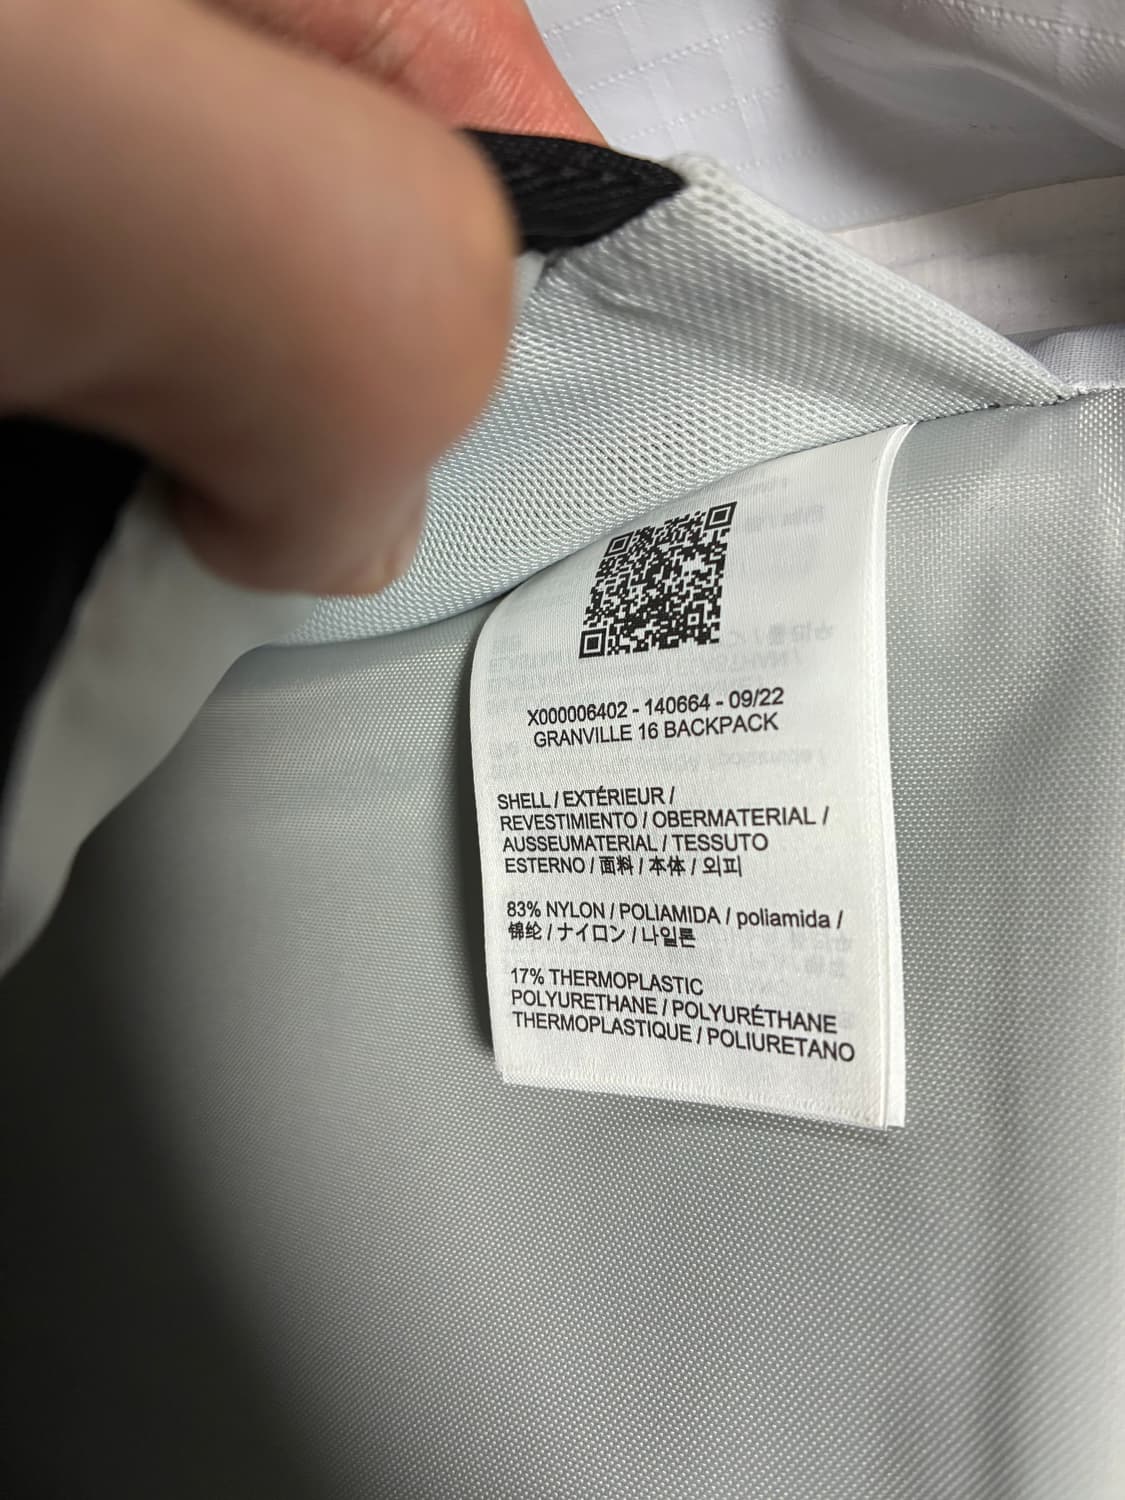 X000006402 - 140664 - 09/22
GRANVILLE 16 BACKPACK
SHELL / EXTÉRIEUR /
REVESTIMIENTO / OBERMATERIAL /
AUSSEUMATERIAL / TESSUTO
ESTERNO / 面料 / 本体 / 외피
83% NYLON / POLIAMIDA / poliamida /
锦纶 / ナイロン / 나일론
17% THERMOPLASTIC
POLYURETHANE / POLYURÉTHANE
THERMOPLASTIQUE / POLIURETANO